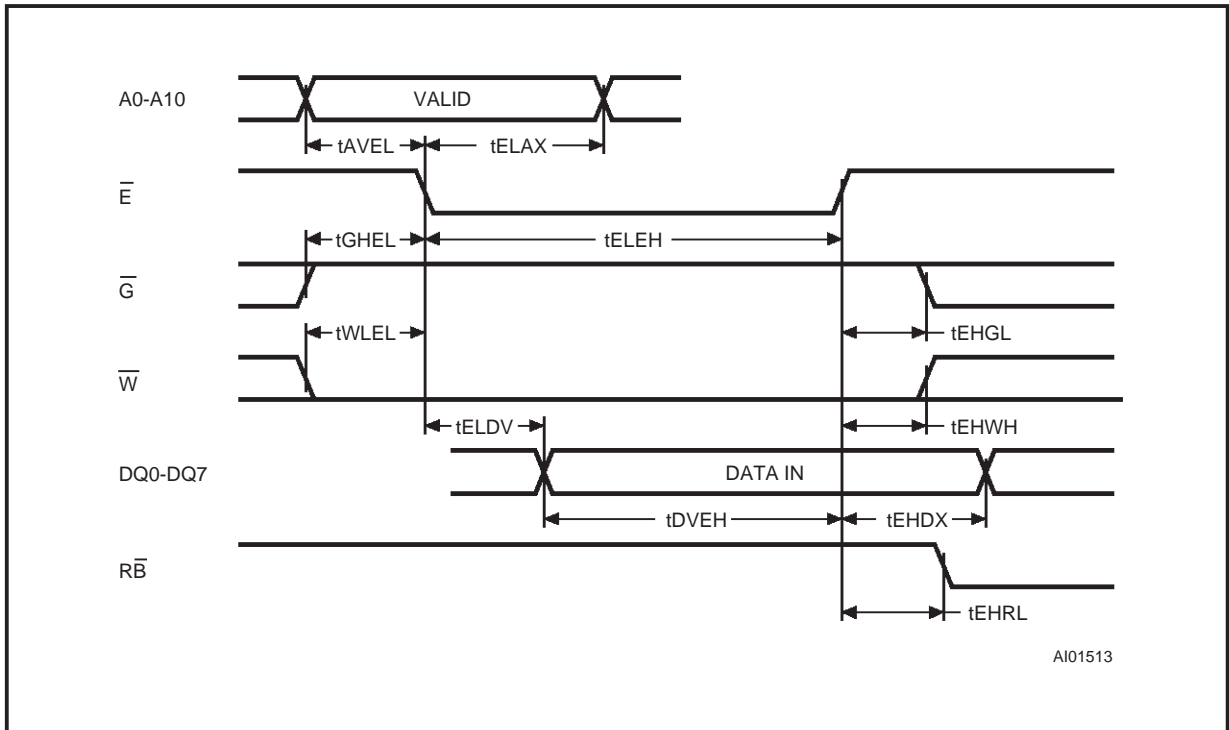 A0-A10
VALID
tAVEL
tELAX
E̅
tGHEL
tELEH
G̅
tWLEL
tEHGL
W̅
tELDV
tEHWH
DQ0-DQ7
DATA IN
tDVEH
tEHDX
RB̅
tEHRL
AI01513